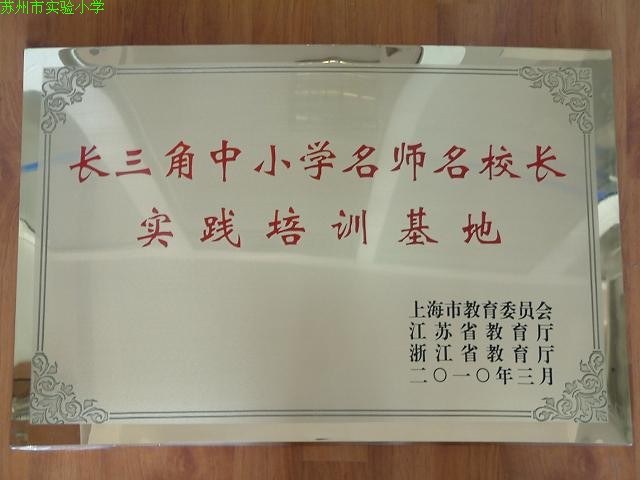 苏州市实验小学
长三角中小学名师名校长
实践培训基地
上海市教育委员会
江苏省教育厅
浙江省教育厅
二〇一〇年三月